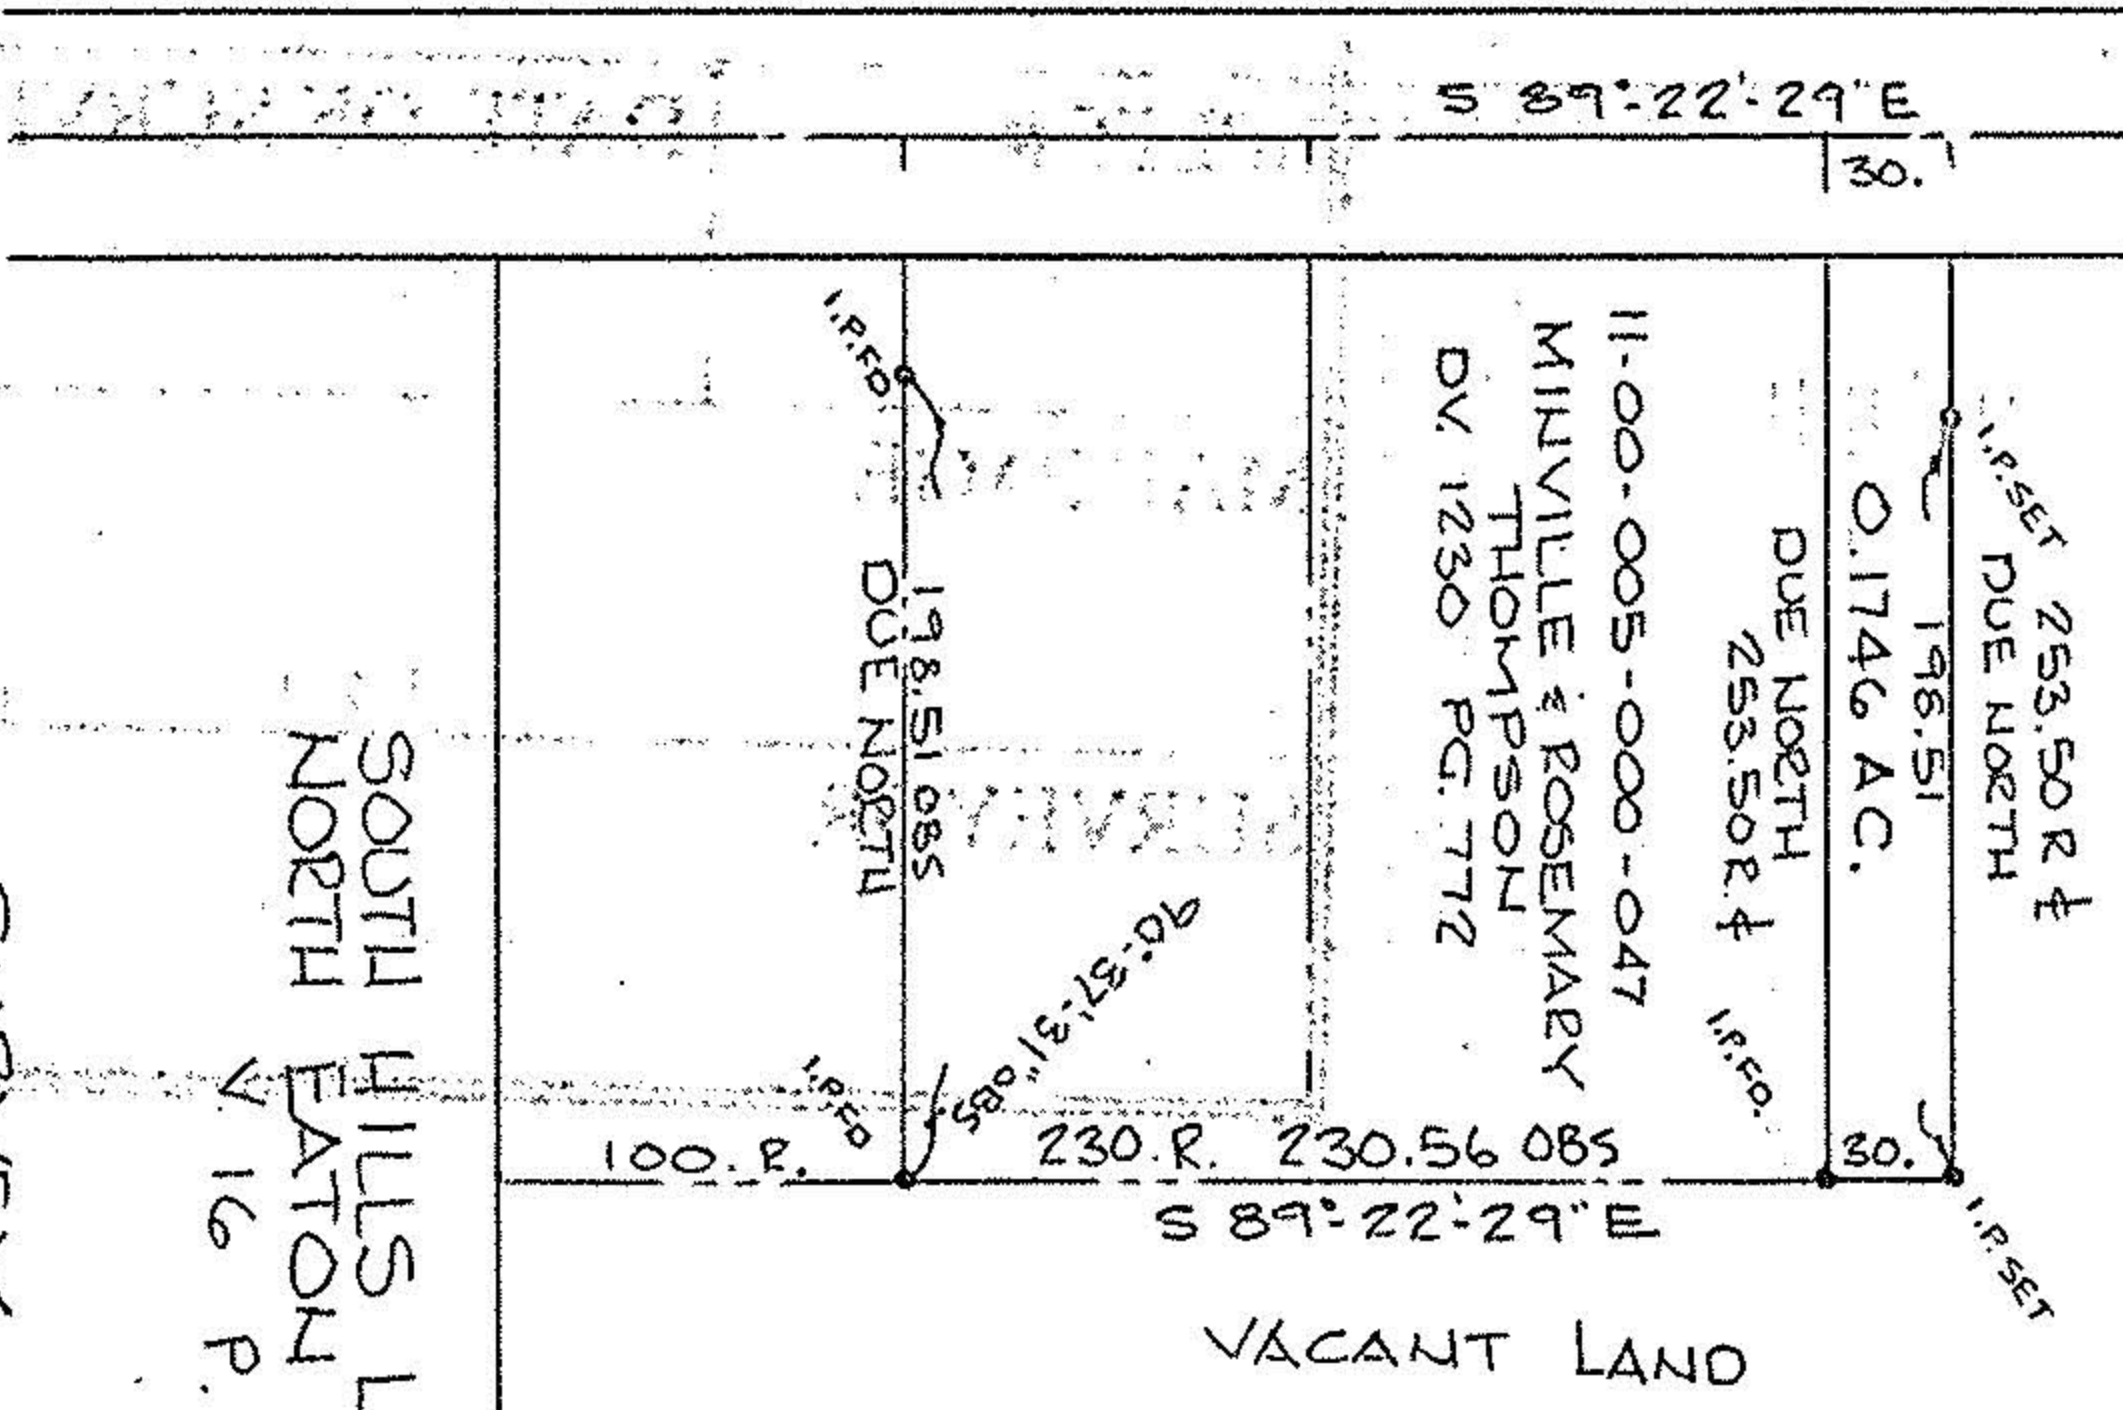 S 89°-22'-29" E
30.
I.P.FD.
198.51 OBS
DUE NORTH
90°-37'-31" OBS
I.P.FD
11-00-005-000-047
MINVILLE & ROSEMARY
THOMPSON
DV. 1230 PG. 772
DUE NORTH
253.50 R. ₵
I.P.FD.
0.1746 AC.
198.51
I.P.SET
253.50 R ₵
DUE NORTH
100. R.
230. R. 230.56 OBS
30.
S 89°-22'-29" E
I.P.SET
VACANT LAND
SOUTH HILLS L
NORTH EATON
V 16 P.